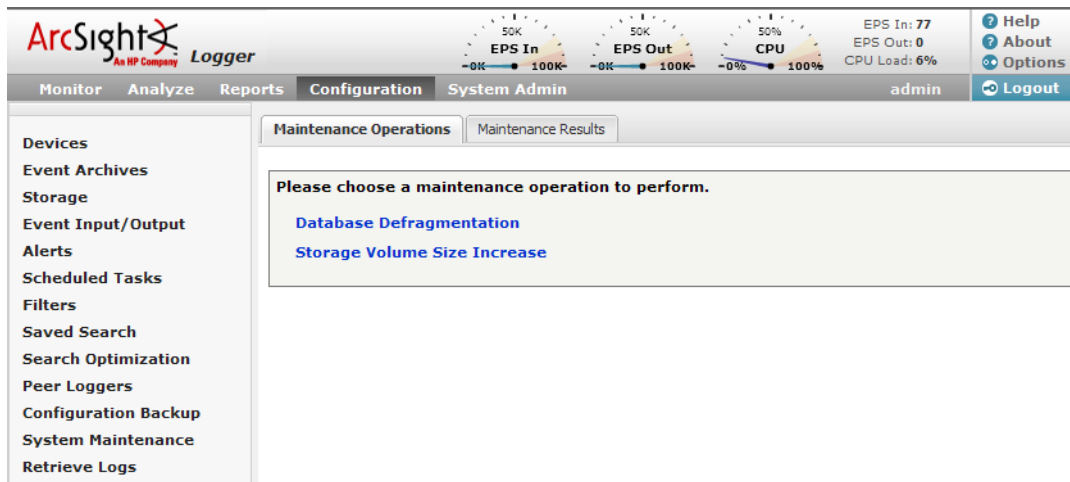 ArcSight
An HP Company
Logger
50K
EPS In
0K 100K
50K
EPS Out
0K 100K
50%
CPU
0% 100%
EPS In: 77
EPS Out: 0
CPU Load: 6%
Help
About
Options
Monitor Analyze Reports Configuration System Admin admin Logout
Devices
Event Archives
Storage
Event Input/Output
Alerts
Scheduled Tasks
Filters
Saved Search
Search Optimization
Peer Loggers
Configuration Backup
System Maintenance
Retrieve Logs
Maintenance Operations Maintenance Results
Please choose a maintenance operation to perform.
Database Defragmentation
Storage Volume Size Increase